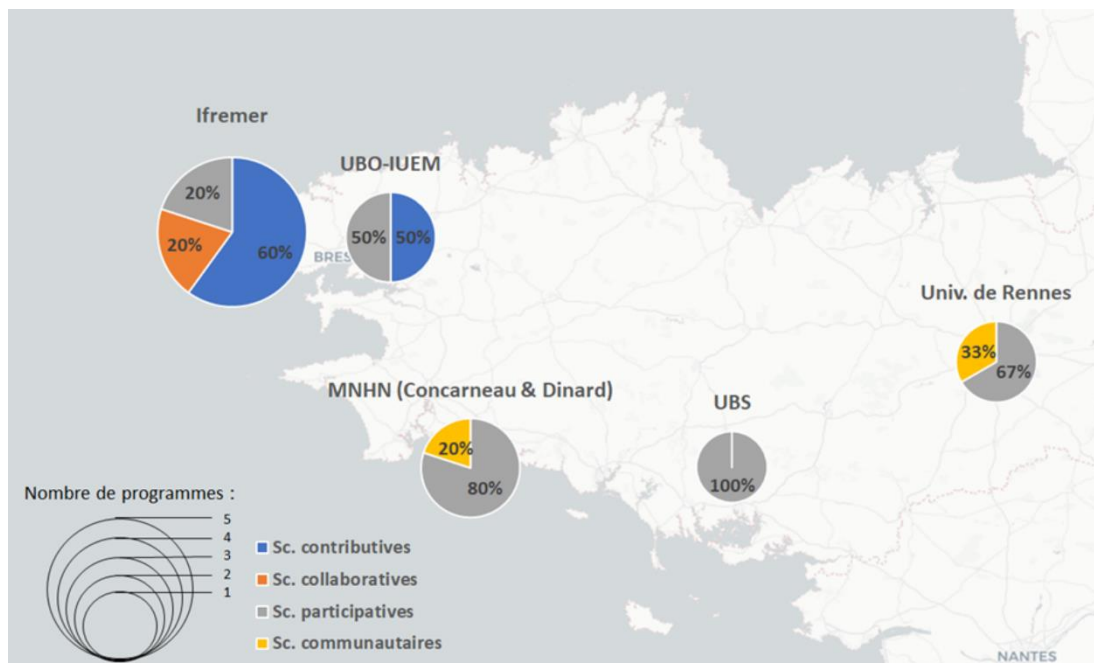 Ifremer
20%
20%
60%
UBO-IUEM
50%
50%
BRES
Univ. de Rennes
33%
67%
MNHN (Concarneau & Dinard)
20%
80%
UBS
100%
Nombre de programmes :
5
4
3
2
1
Sc. contributives
Sc. collaboratives
Sc. participatives
Sc. communautaires
NANTES